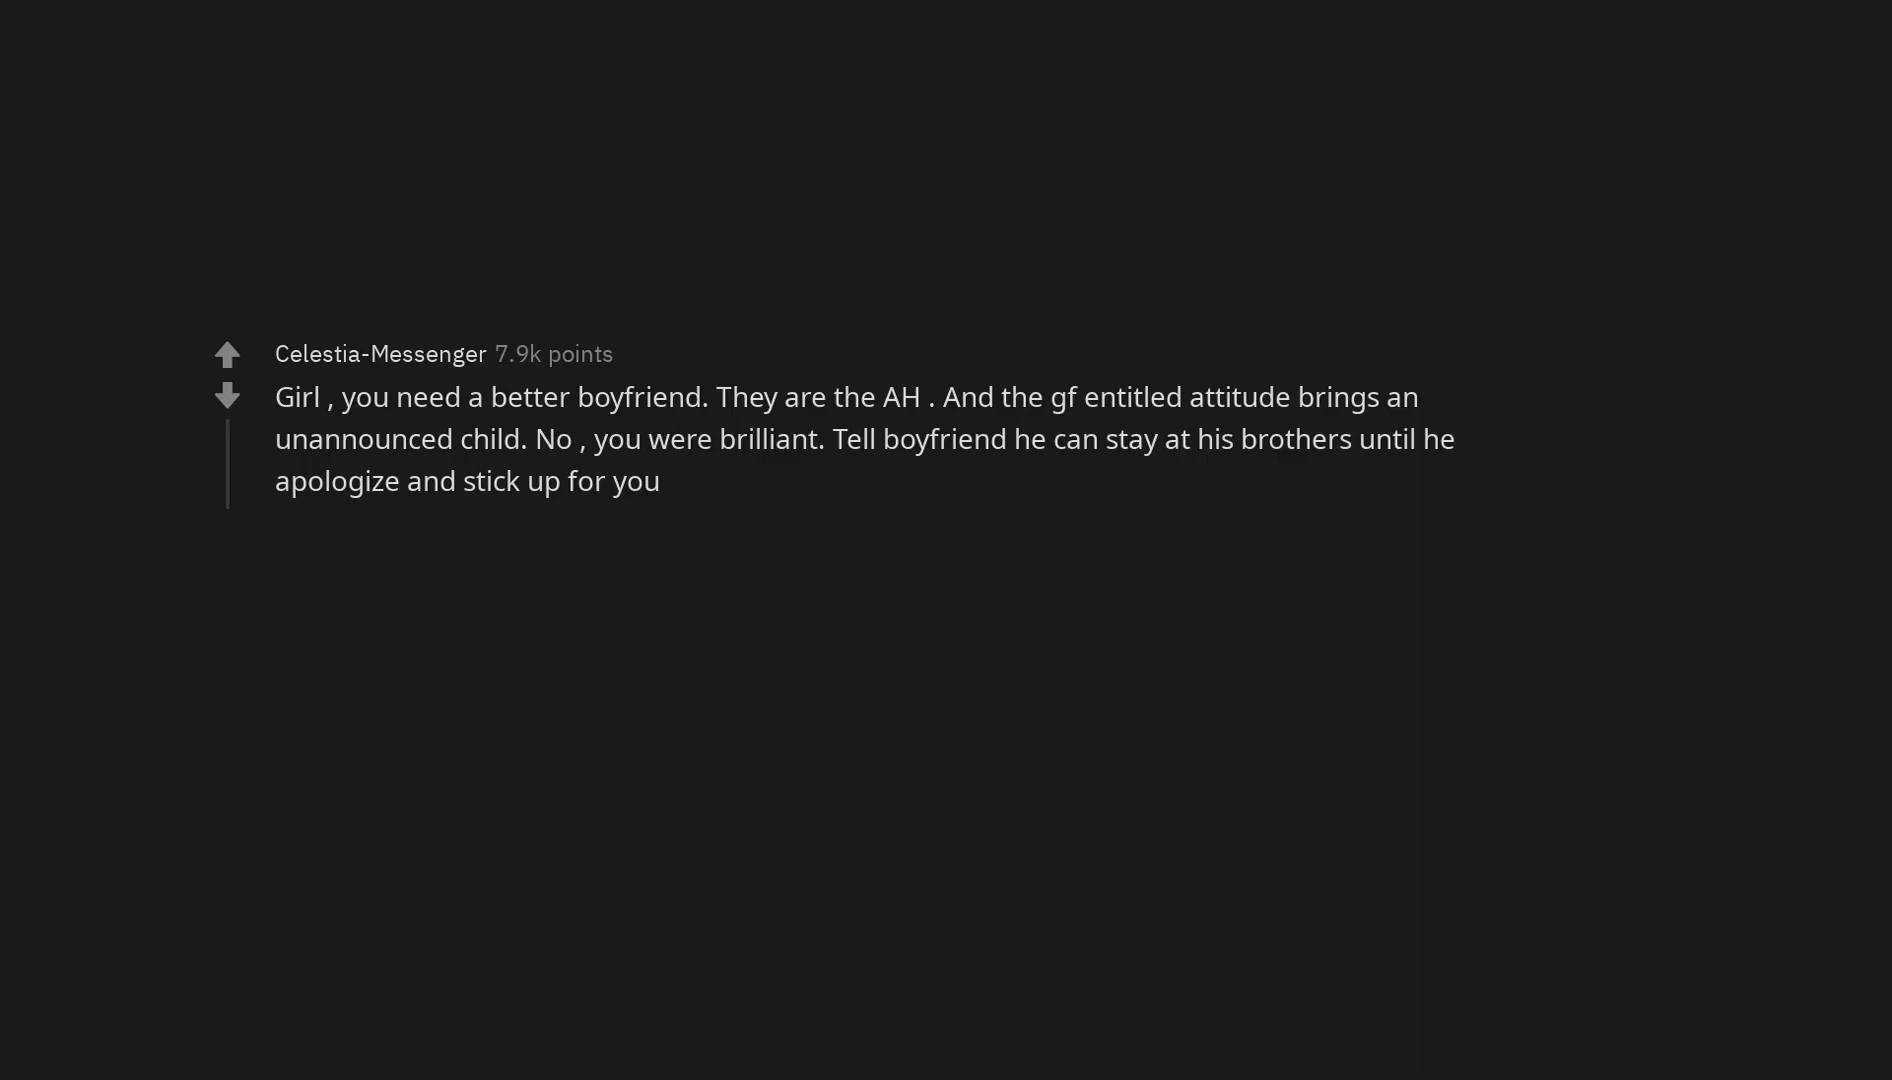 Celestia-Messenger 7.9k points
Girl , you need a better boyfriend. They are the AH . And the gf entitled attitude brings an
unannounced child. No , you were brilliant. Tell boyfriend he can stay at his brothers until he
apologize and stick up for you